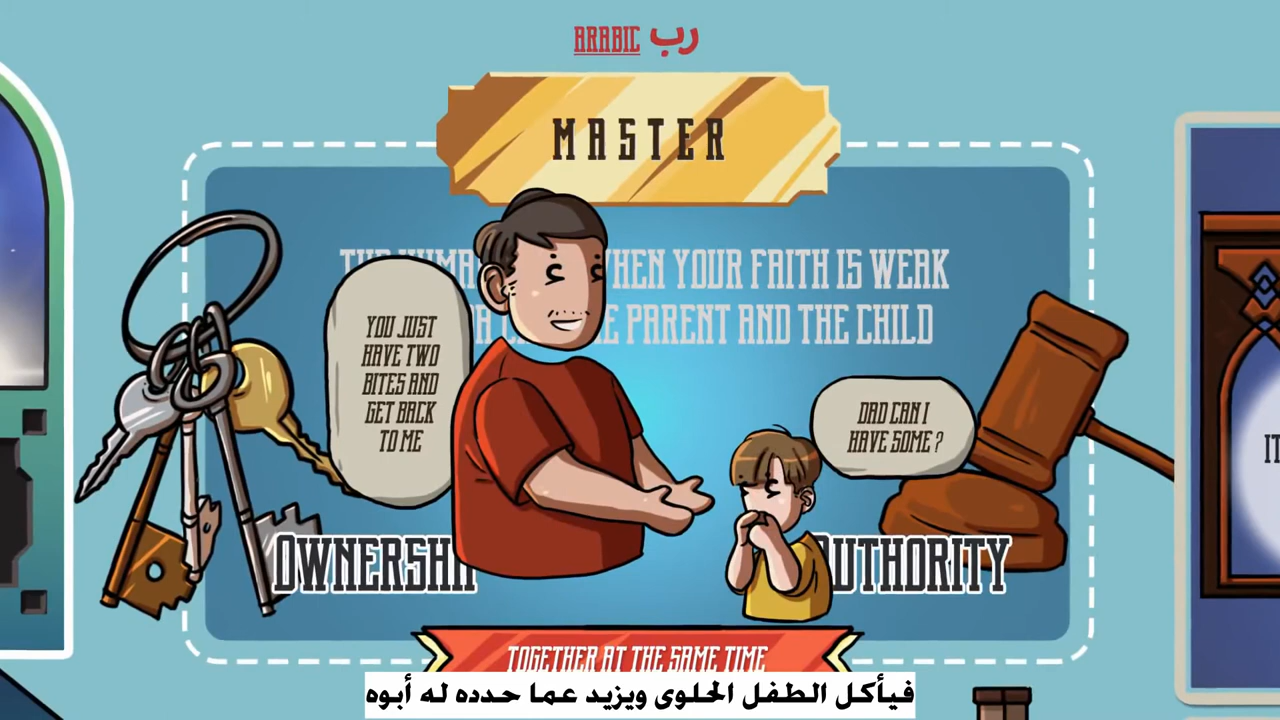 ARABIC رب
MASTER
WHEN YOUR FAITH IS WEAK
PARENT AND THE CHILD
YOU JUST
HAVE TWO
BITES AND
GET BACK
TO ME
DAD CAN I
HAVE SOME ?
AUTHORITY
TOGETHER AT THE SAME TIME
فيأكل الطفل الحلوى ويزيد عما حدده له أبوه